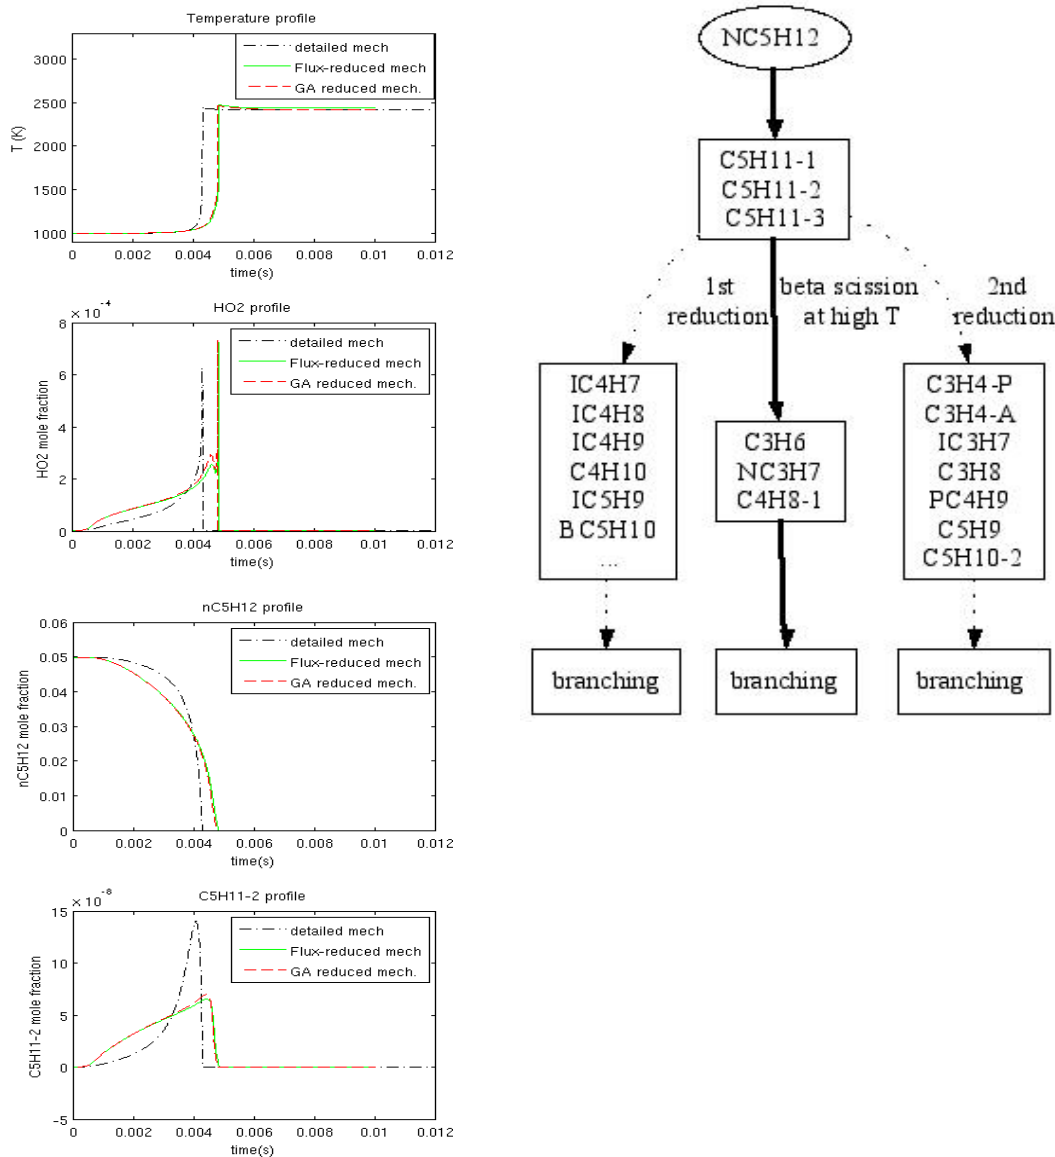 Temperature profile
3000
2500
2000
1500
1000
T (K)
detailed mech
Flux-reduced mech
GA reduced mech.
0 0.002 0.004 0.006 0.008 0.01 0.012
time(s)
× 10 -4
HO2 profile
8
6
4
2
0
HO2 mole fraction
detailed mech
Flux-reduced mech
GA reduced mech.
0 0.002 0.004 0.006 0.008 0.01 0.012
time(s)
nC5H12 profile
0.06
0.05
0.04
0.03
0.02
0.01
0
nC5H12 mole fraction
detailed mech
Flux-reduced mech
GA reduced mech.
0 0.002 0.004 0.006 0.008 0.01 0.012
time(s)
× 10 -8
C5H11-2 profile
15
10
5
0
-5
C5H11-2 mole fraction
detailed mech
Flux-reduced mech
GA reduced mech.
0 0.002 0.004 0.006 0.008 0.01 0.012
time(s)
NC5H12
C5H11-1
C5H11-2
C5H11-3
1st
reduction
beta scission
at high T
2nd
reduction
IC4H7
IC4H8
IC4H9
C4H10
IC5H9
B C5H10
...
C3H6
NC3H7
C4H8-1
C3H4-P
C3H4-A
IC3H7
C3H8
PC4H9
C5H9
C5H10-2
branching
branching
branching